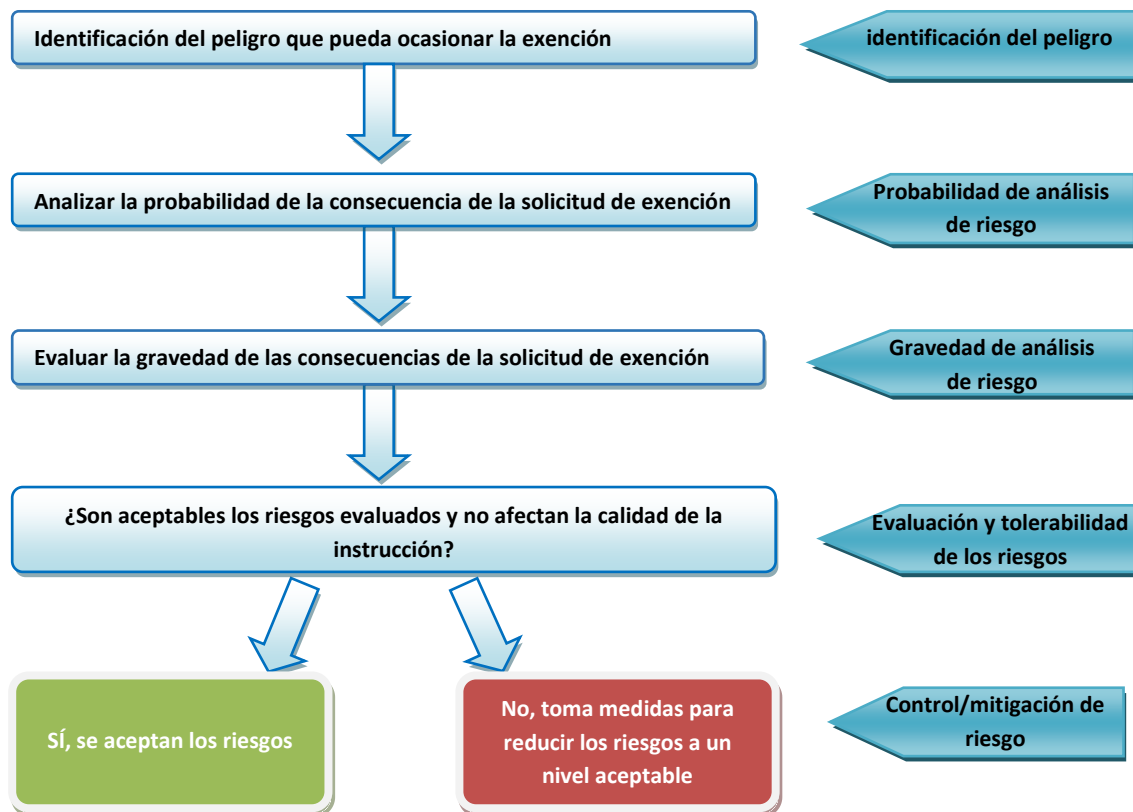 Identificación del peligro que pueda ocasionar la exención
identificación del peligro
Analizar la probabilidad de la consecuencia de la solicitud de exención
Probabilidad de análisis
de riesgo
Evaluar la gravedad de las consecuencias de la solicitud de exención
Gravedad de análisis
de riesgo
¿Son aceptables los riesgos evaluados y no afectan la calidad de la
instrucción?
Evaluación y tolerabilidad
de los riesgos
SÍ, se aceptan los riesgos
No, toma medidas para
reducir los riesgos a un
nivel aceptable
Control/mitigación de
riesgo